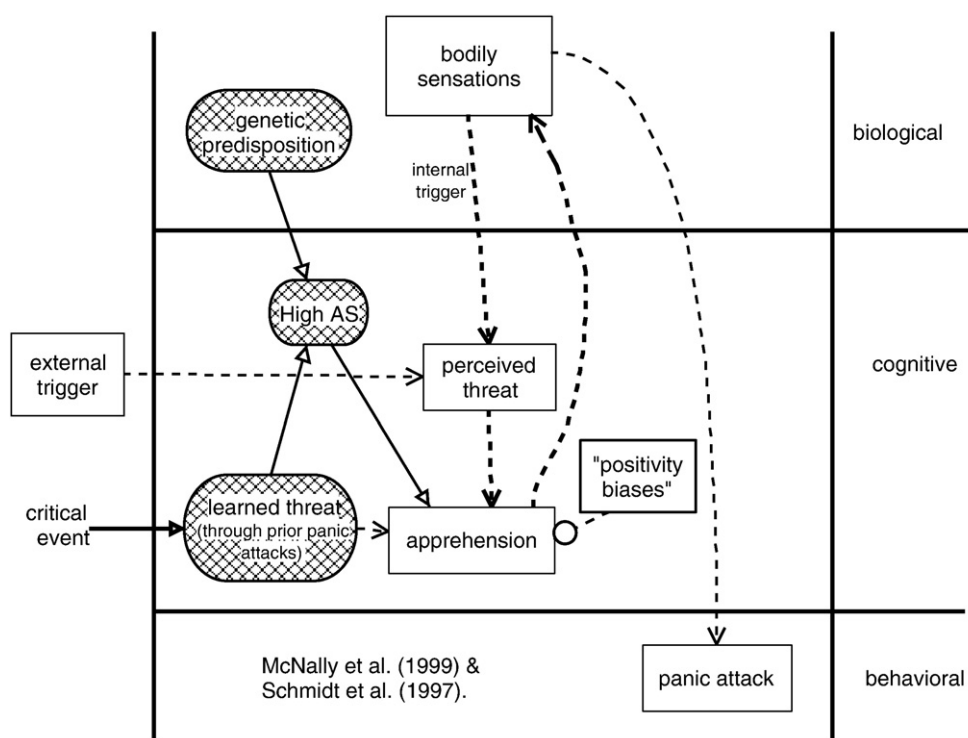 bodily
sensations
genetic
predisposition
biological
internal
trigger
High AS
external
trigger
perceived
threat
cognitive
"positivity
biases"
learned threat
(through prior panic
attacks)
critical
event
apprehension
McNally et al. (1999) &
Schmidt et al. (1997).
panic attack
behavioral